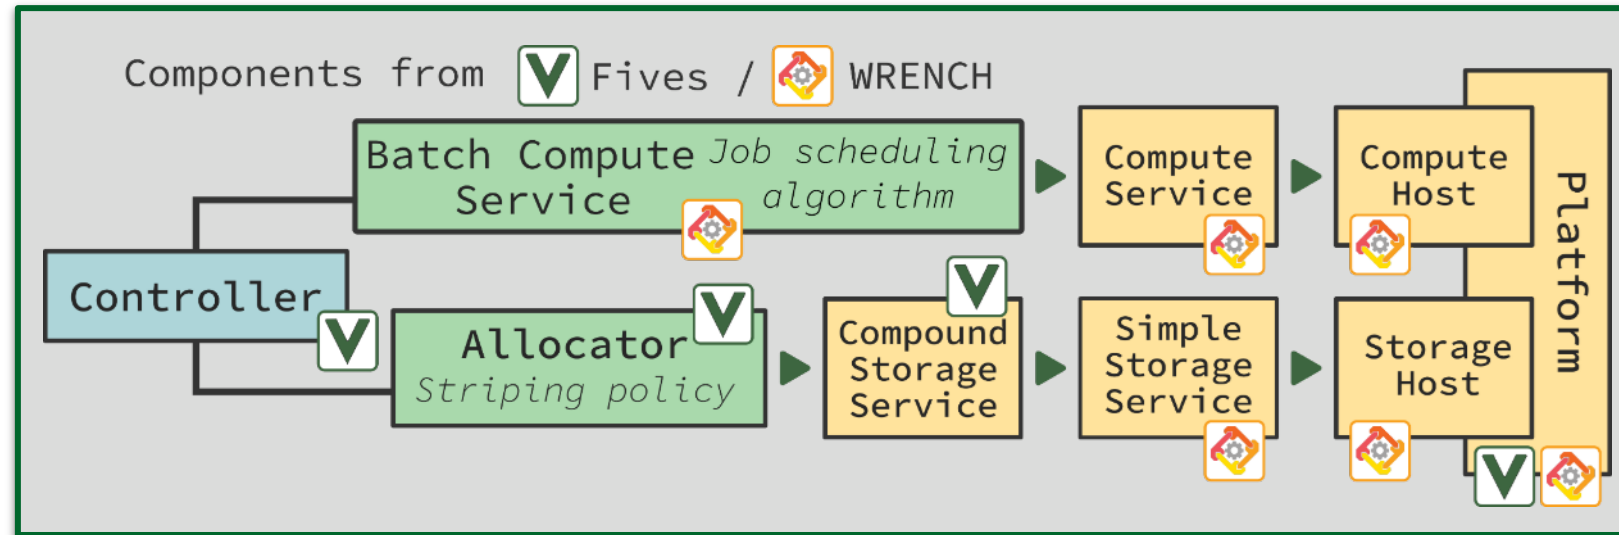 Components from V Fives / WRENCH
Batch Compute Service
Job scheduling algorithm
Compute
Service
Compute
Host
Platform
Controller
Allocator
Striping policy
Compound
Storage
Service
Simple
Storage
Service
Storage
Host